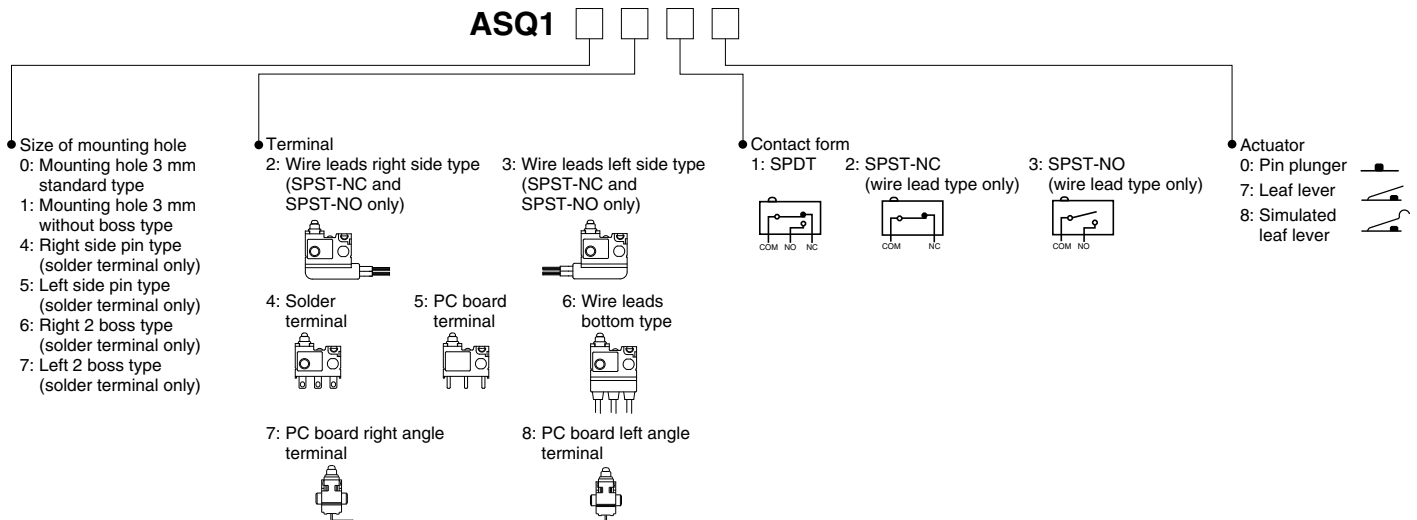 ASQ1
Size of mounting hole
0: Mounting hole 3 mm
standard type
1: Mounting hole 3 mm
without boss type
4: Right side pin type
(solder terminal only)
5: Left side pin type
(solder terminal only)
6: Right 2 boss type
(solder terminal only)
7: Left 2 boss type
(solder terminal only)
Terminal
2: Wire leads right side type
(SPST-NC and
SPST-NO only)
3: Wire leads left side type
(SPST-NC and
SPST-NO only)
4: Solder
terminal
5: PC board
terminal
6: Wire leads
bottom type
7: PC board right angle
terminal
8: PC board left angle
terminal
Contact form
1: SPDT
COM NO NC
2: SPST-NC
(wire lead type only)
COM NC
3: SPST-NO
(wire lead type only)
COM NO
Actuator
0: Pin plunger
7: Leaf lever
8: Simulated
leaf lever